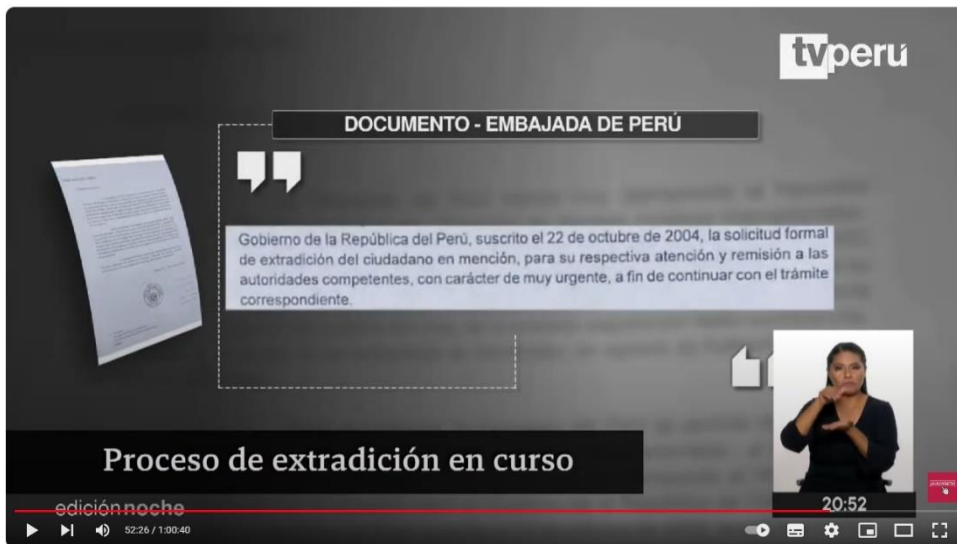 tvperú
DOCUMENTO - EMBAJADA DE PERÚ
Gobierno de la República del Perú, suscrito el 22 de octubre de 2004, la solicitud formal
de extradición del ciudadano en mención, para su respectiva atención y remisión a las
autoridades competentes, con carácter de muy urgente, a fin de continuar con el trámite
correspondiente.
Proceso de extradición en curso
edición noche
20:52
52:26 / 1:00:40